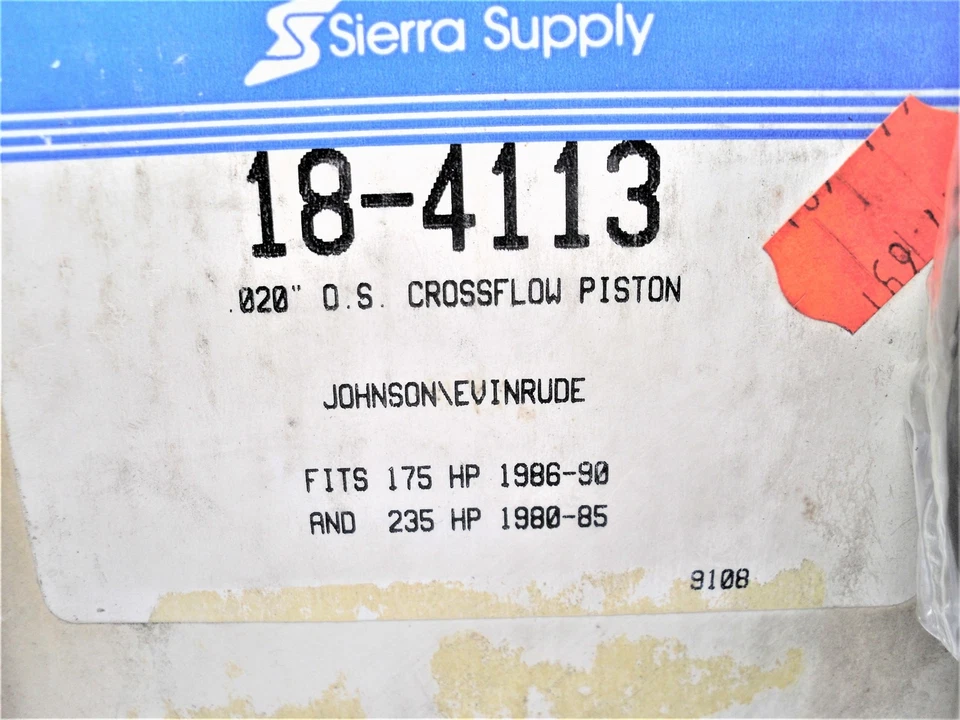 Sierra Supply
18-4113
.020" O.S. CROSSFLOW PISTON
JOHNSON\EVINRUDE
FITS 175 HP 1986-90
AND 235 HP 1980-85
9108